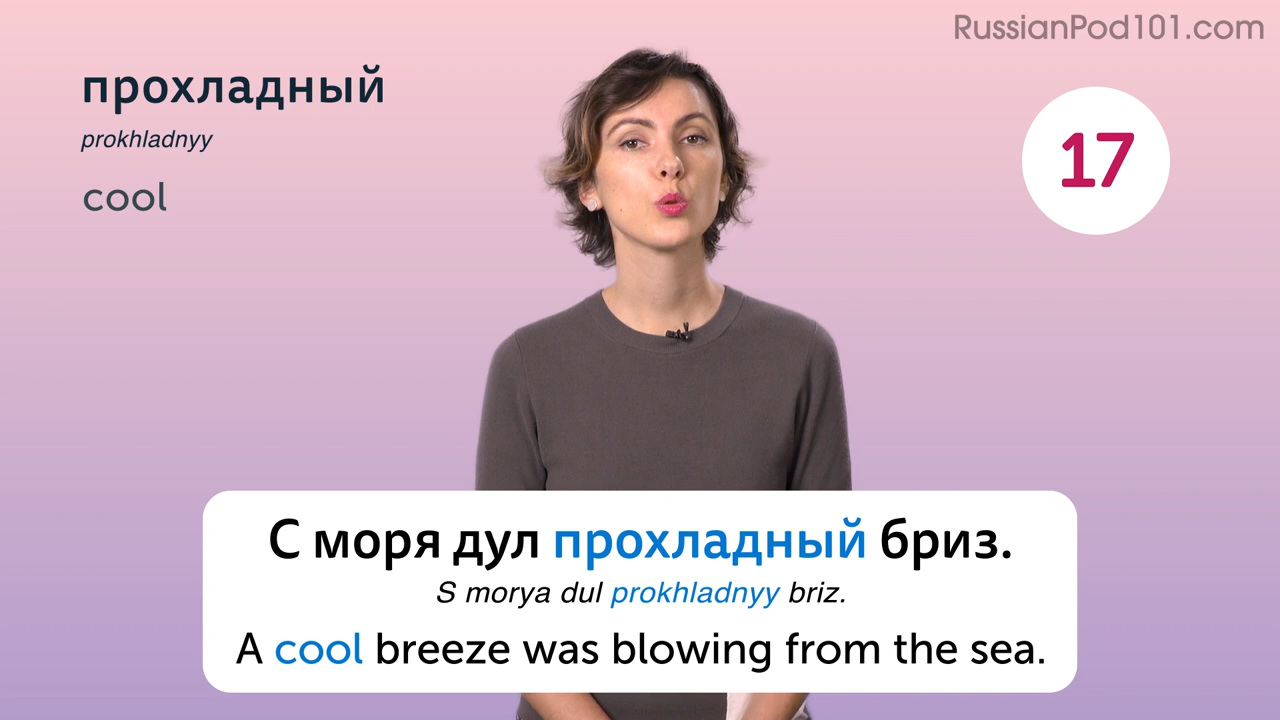 RussianPod101.com
прохладный
prokhladnyy
cool
17
С моря дул прохладный бриз.
S morya dul prokhladnyy briz.
A cool breeze was blowing from the sea.